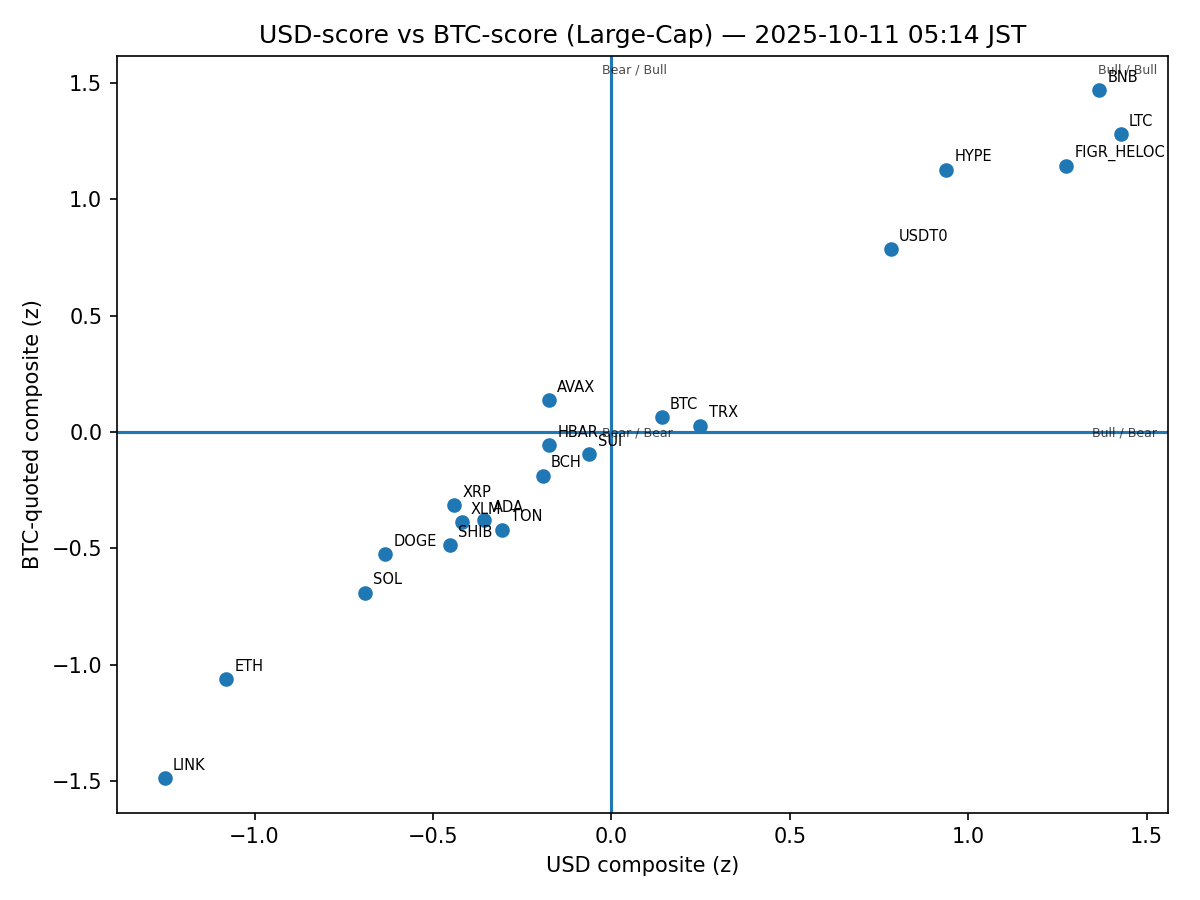 USD-score vs BTC-score (Large-Cap) — 2025-10-11 05:14 JST
Bear / Bull
Bull / Bull
BNB
LTC
FIGR_HELOC
HYPE
USDT0
AVAX
BTC
TRX
HBAR
Bear / Bear
Bull / Bear
SUI
BCH
XRP
XLM
ADA
TON
SHIB
DOGE
SOL
ETH
LINK
1.5
1.0
0.5
0.0
−0.5
−1.0
−1.5
BTC-quoted composite (z)
−1.0
−0.5
0.0
0.5
1.0
1.5
USD composite (z)